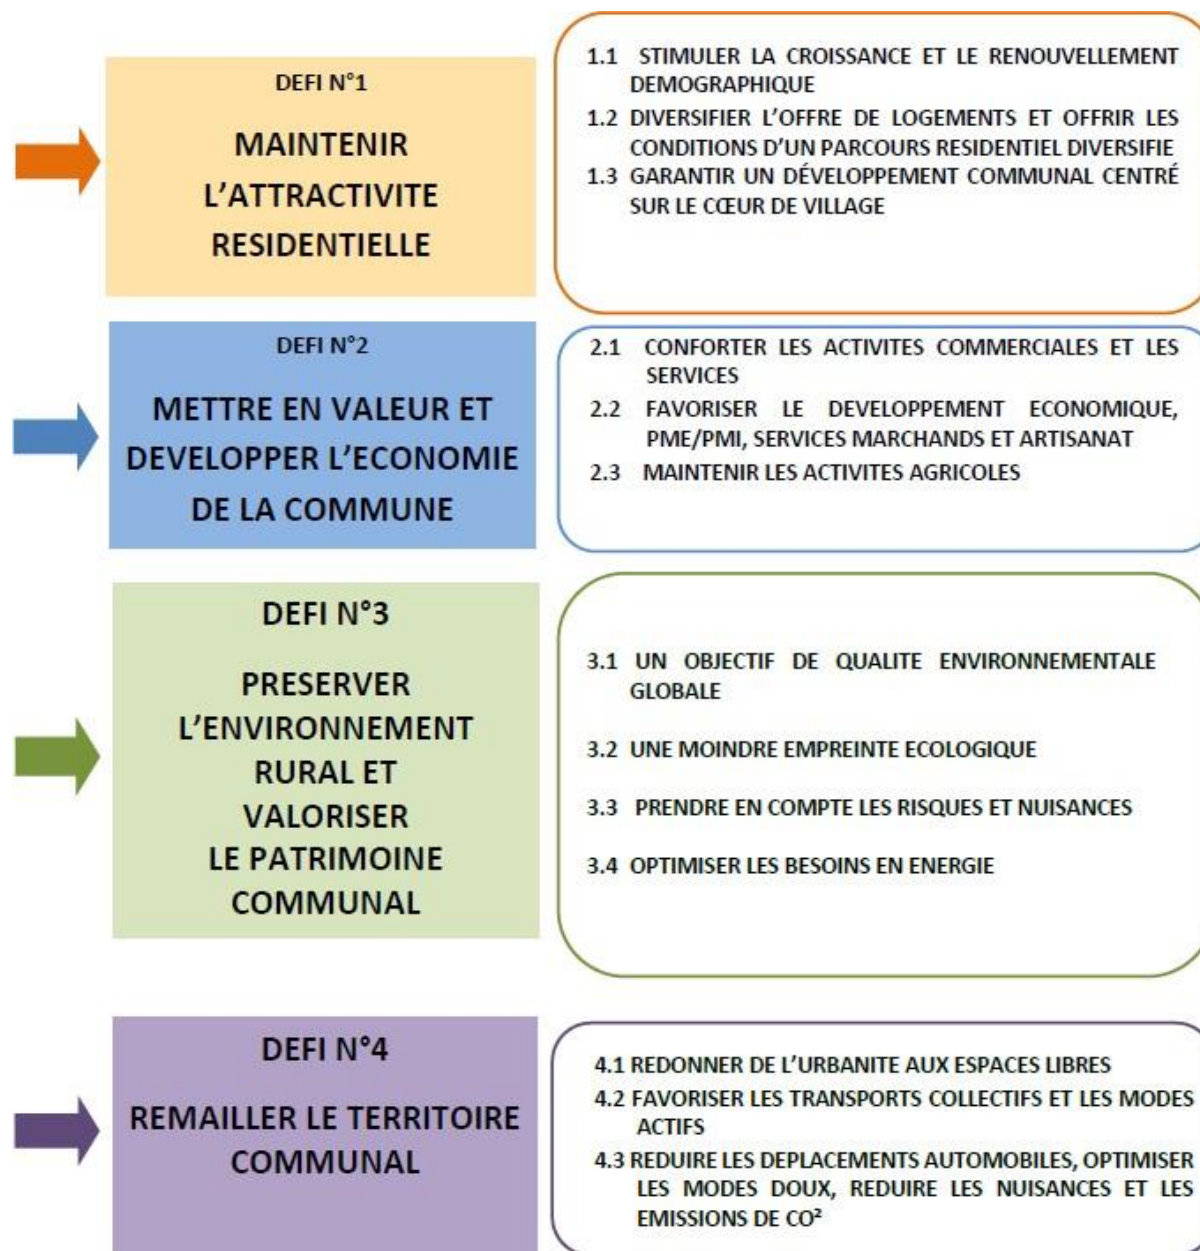 DEFI N°1
MAINTENIR
L’ATTRACTIVITE
RESIDENTIELLE
1.1 STIMULER LA CROISSANCE ET LE RENOUVELLEMENT
DEMOGRAPHIQUE
1.2 DIVERSIFIER L’OFFRE DE LOGEMENTS ET OFFRIR LES
CONDITIONS D’UN PARCOURS RESIDENTIEL DIVERSIFIE
1.3 GARANTIR UN DÉVELOPPEMENT COMMUNAL CENTRÉ
SUR LE CŒUR DE VILLAGE
DEFI N°2
METTRE EN VALEUR ET
DEVELOPPER L’ECONOMIE
DE LA COMMUNE
2.1 CONFORTER LES ACTIVITES COMMERCIALES ET LES
SERVICES
2.2 FAVORISER LE DEVELOPPEMENT ECONOMIQUE,
PME/PMI, SERVICES MARCHANDS ET ARTISANAT
2.3 MAINTENIR LES ACTIVITES AGRICOLES
DEFI N°3
PRESERVER
L’ENVIRONNEMENT
RURAL ET
VALORISER
LE PATRIMOINE
COMMUNAL
3.1 UN OBJECTIF DE QUALITE ENVIRONNEMENTALE
GLOBALE
3.2 UNE MOINDRE EMPREINTE ECOLOGIQUE
3.3 PRENDRE EN COMPTE LES RISQUES ET NUISANCES
3.4 OPTIMISER LES BESOINS EN ENERGIE
DEFI N°4
REMAILLER LE TERRITOIRE
COMMUNAL
4.1 REDONNER DE L’URBANITE AUX ESPACES LIBRES
4.2 FAVORISER LES TRANSPORTS COLLECTIFS ET LES MODES
ACTIFS
4.3 REDUIRE LES DEPLACEMENTS AUTOMOBILES, OPTIMISER
LES MODES DOUX, REDUIRE LES NUISANCES ET LES
EMISSIONS DE CO²